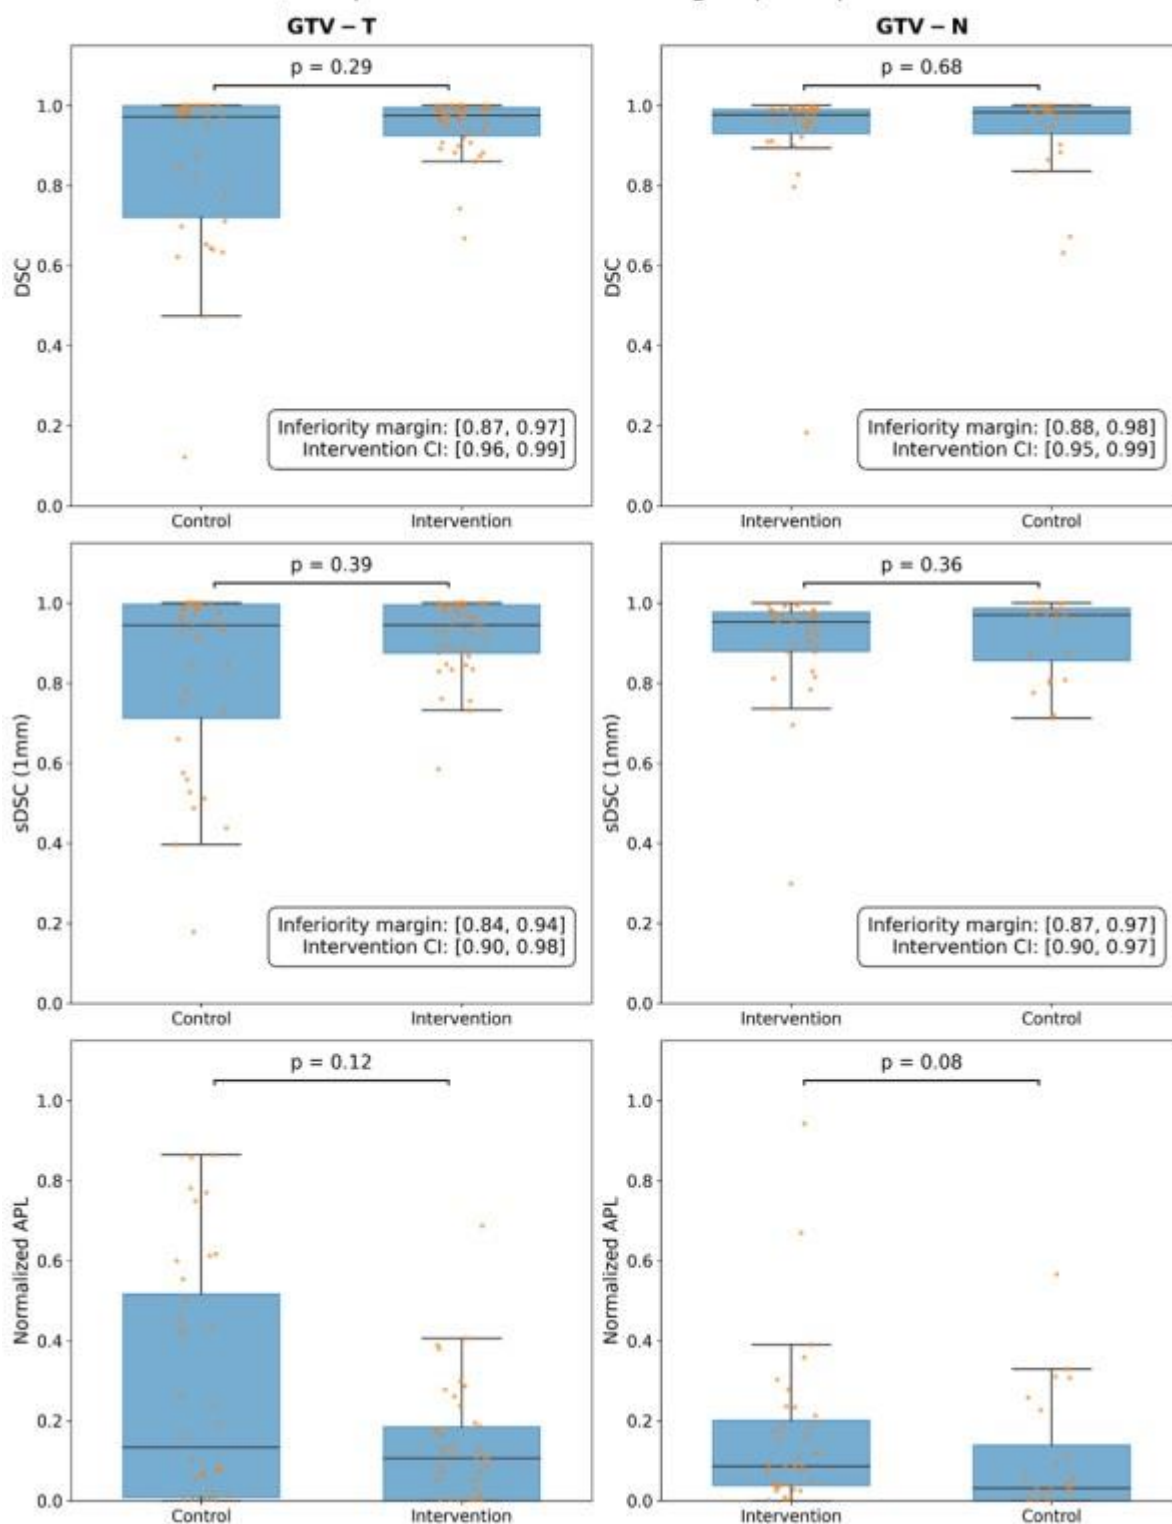 GTV – T
GTV – N
p = 0.29
1.0
0.8
0.6
0.4
0.2
0.0
DSC
Inferiority margin: [0.87, 0.97]
Intervention CI: [0.96, 0.99]
Control
Intervention
p = 0.68
1.0
0.8
0.6
0.4
0.2
0.0
DSC
Inferiority margin: [0.88, 0.98]
Intervention CI: [0.95, 0.99]
Intervention
Control
p = 0.39
1.0
0.8
0.6
0.4
0.2
0.0
sDSC (1mm)
Inferiority margin: [0.84, 0.94]
Intervention CI: [0.90, 0.98]
Control
Intervention
p = 0.36
1.0
0.8
0.6
0.4
0.2
0.0
sDSC (1mm)
Inferiority margin: [0.87, 0.97]
Intervention CI: [0.90, 0.97]
Intervention
Control
p = 0.12
1.0
0.8
0.6
0.4
0.2
0.0
Normalized APL
Control
Intervention
p = 0.08
1.0
0.8
0.6
0.4
0.2
0.0
Normalized APL
Intervention
Control